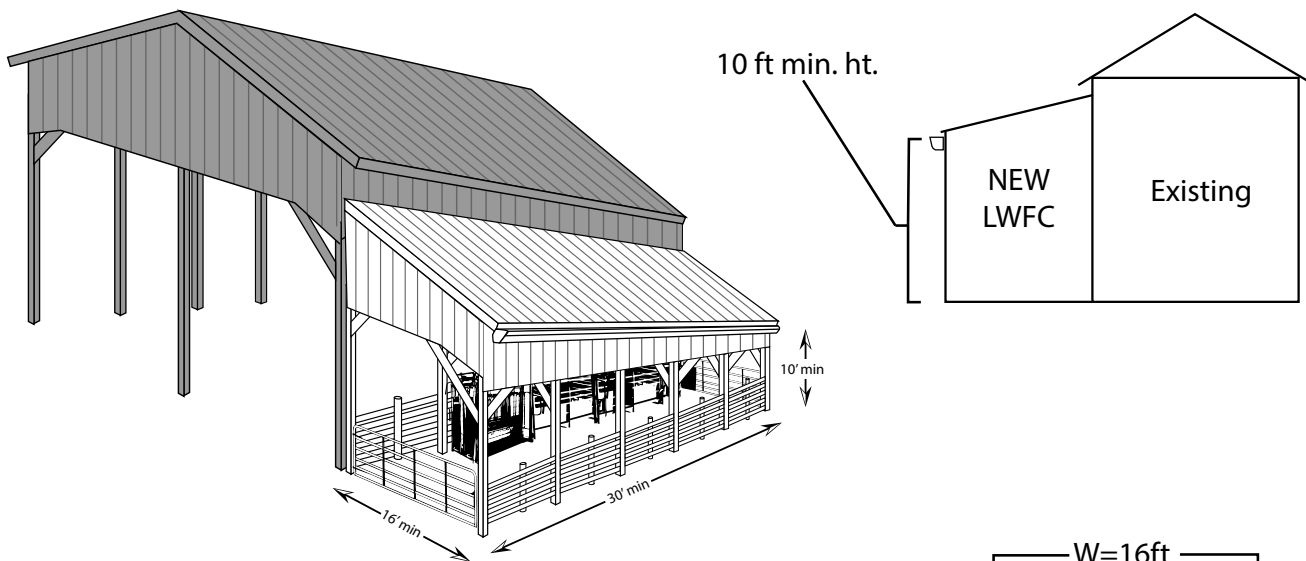 10 ft min. ht.
NEW
LWFC
Existing
10’ min
30’ min
16’ min
W=16ft